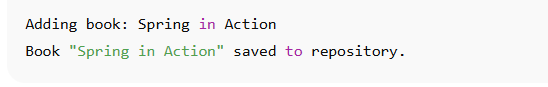 Adding book: Spring in Action
Book "Spring in Action" saved to repository.